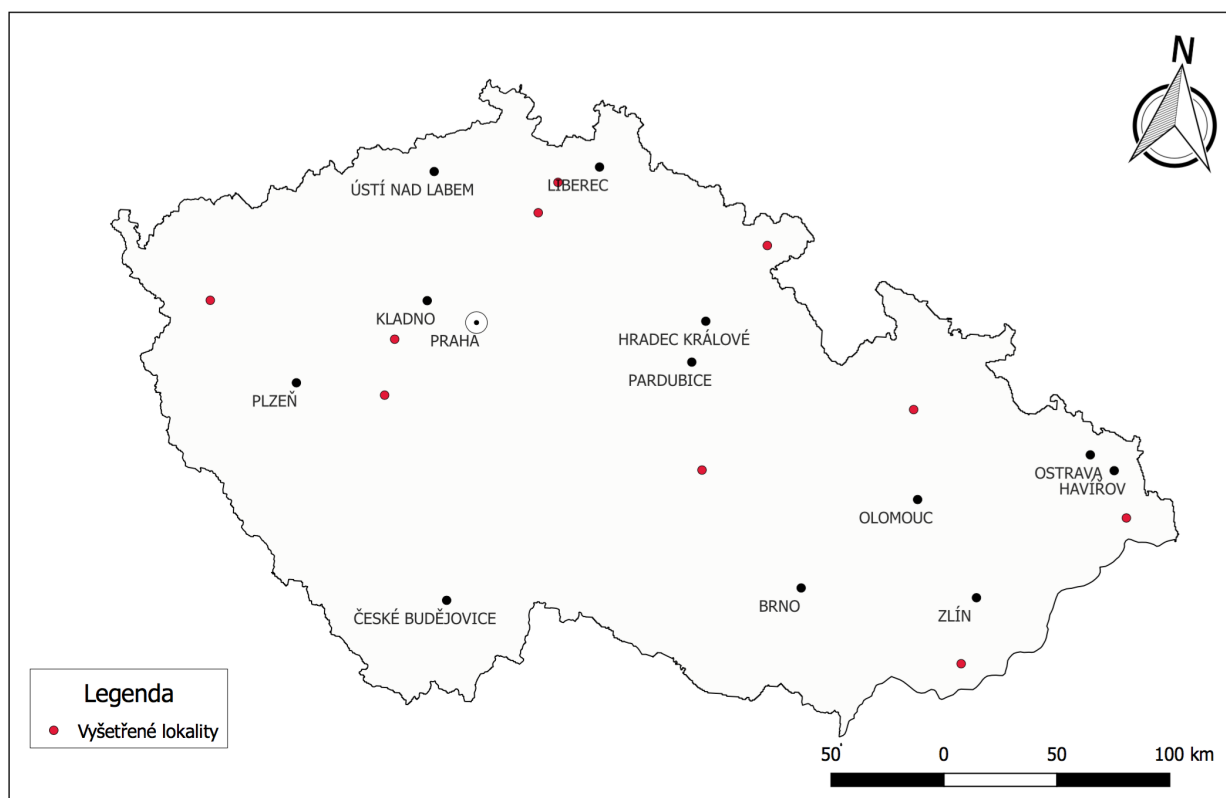 N
ÚSTÍ NAD LABEM
LIBEREC
KLADNO
PRAHA
HRADEC KRÁLOVÉ
PARDUBICE
PLZEŇ
OSTRAVA
HAVÍŘOV
OLOMOUC
BRNO
ZLÍN
ČESKÉ BUDĚJOVICE
Legenda
Vyšetřené lokality
50 0 50 100 km